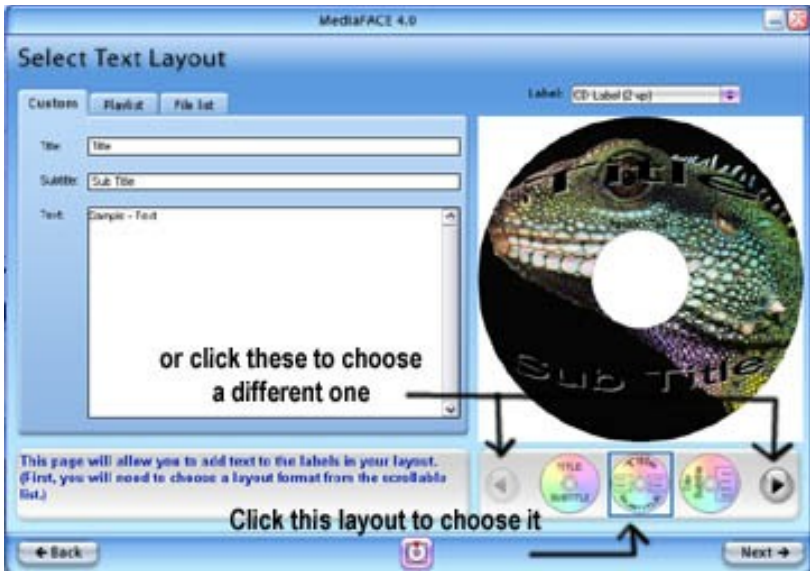 MediaFACE 4.0
Select Text Layout
Label: CD Label (2 up)
Custom Playlist File list
Title: Title
Subtitle: Sub Title
Text: Sample - Text
Title
Sub Title
or click these to choose
a different one
This page will allow you to add text to the labels in your layout.
(First, you will need to choose a layout format from the scrollable
list.)
TITLE
SUBTITLE
Click this layout to choose it
← Back
Next →